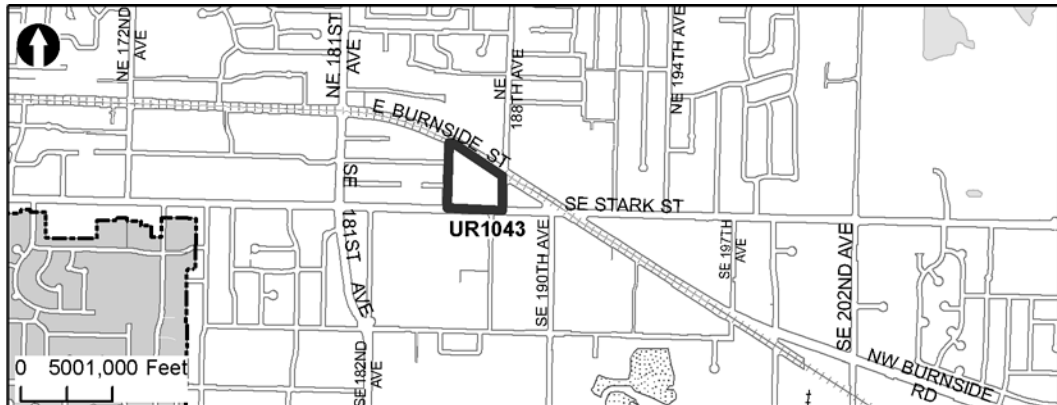 NE 172ND
AVE
NE 181ST
AVE
NE
188TH AVE
NE 194TH AVE
E BURNSIDE ST
SE STARK ST
UR1043
SE
181ST
AVE
SE 190TH AVE
SE 197TH
AVE
SE 202ND AVE
SE 182ND
AVE
NW BURNSIDE
RD
0 5001,000 Feet